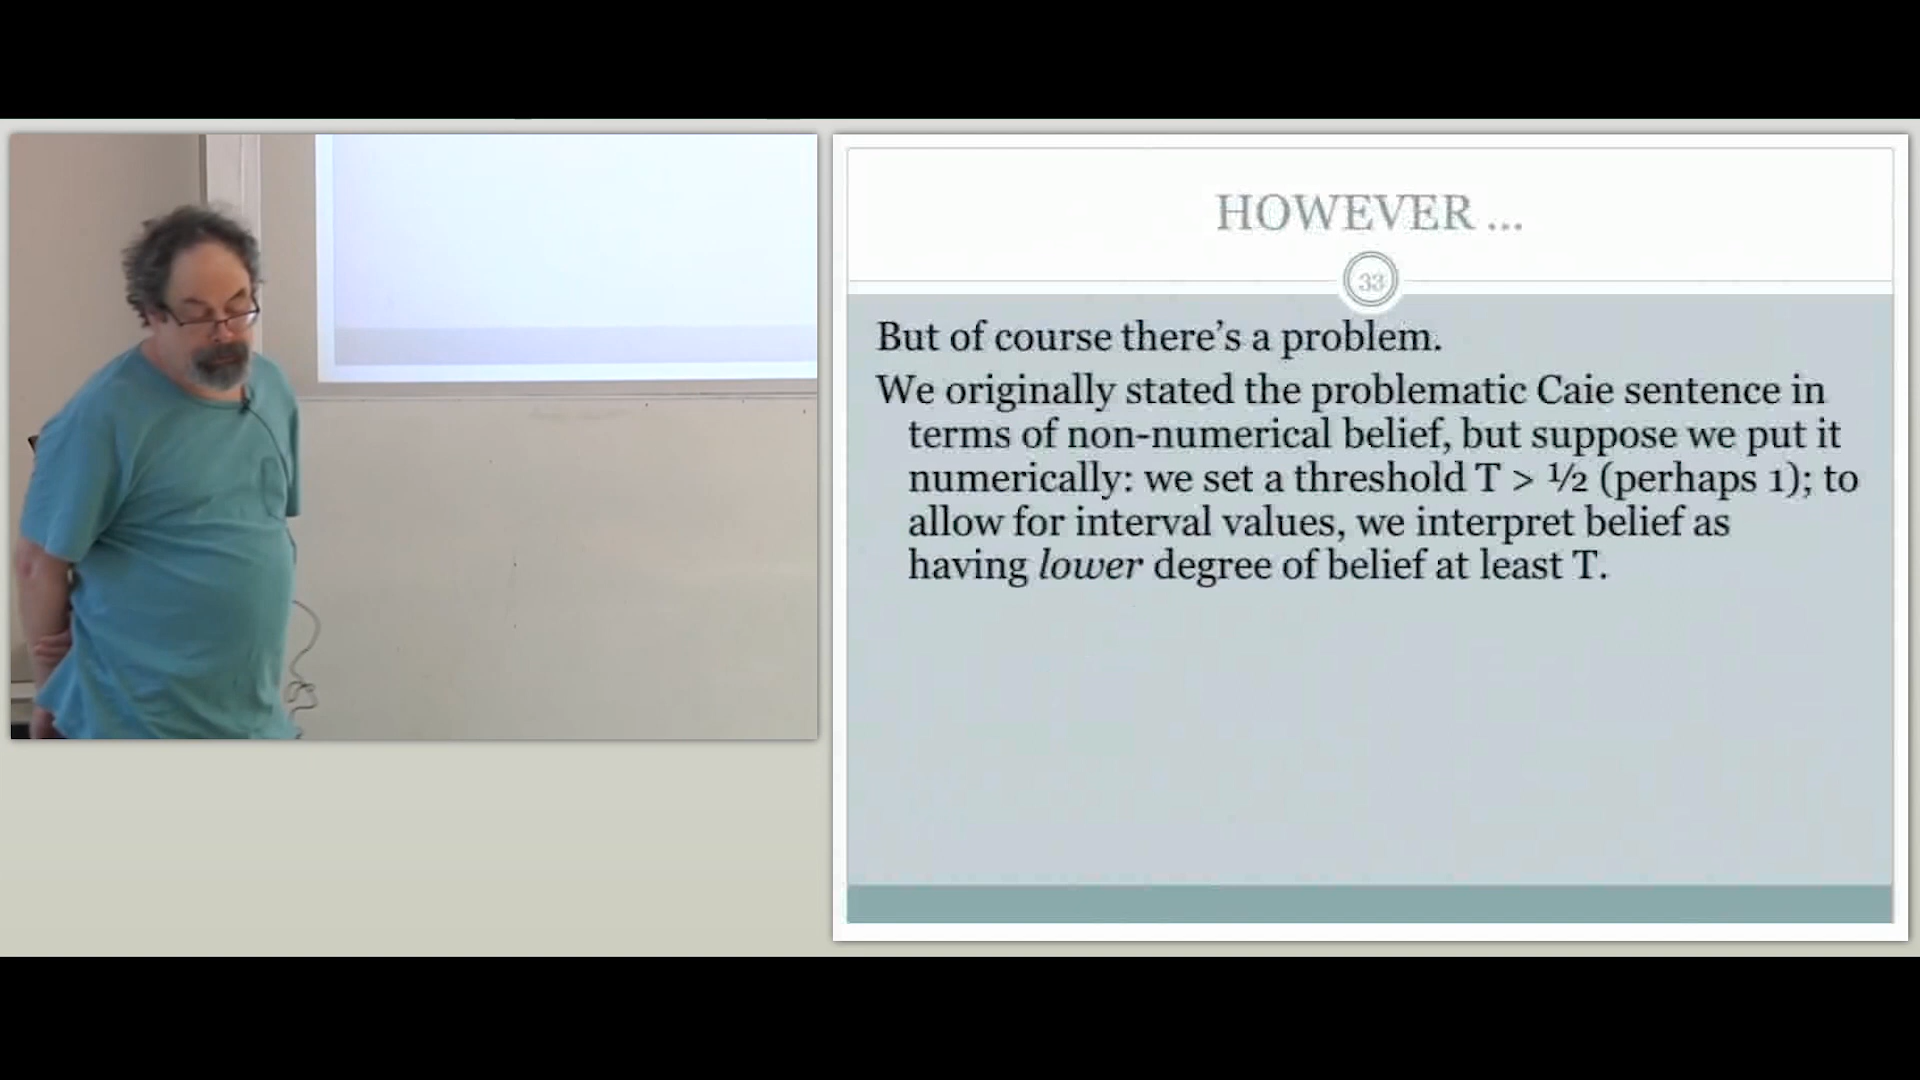 HOWEVER ...
33
But of course there’s a problem.
We originally stated the problematic Caie sentence in
terms of non-numerical belief, but suppose we put it
numerically: we set a threshold T > ½ (perhaps 1); to
allow for interval values, we interpret belief as
having lower degree of belief at least T.